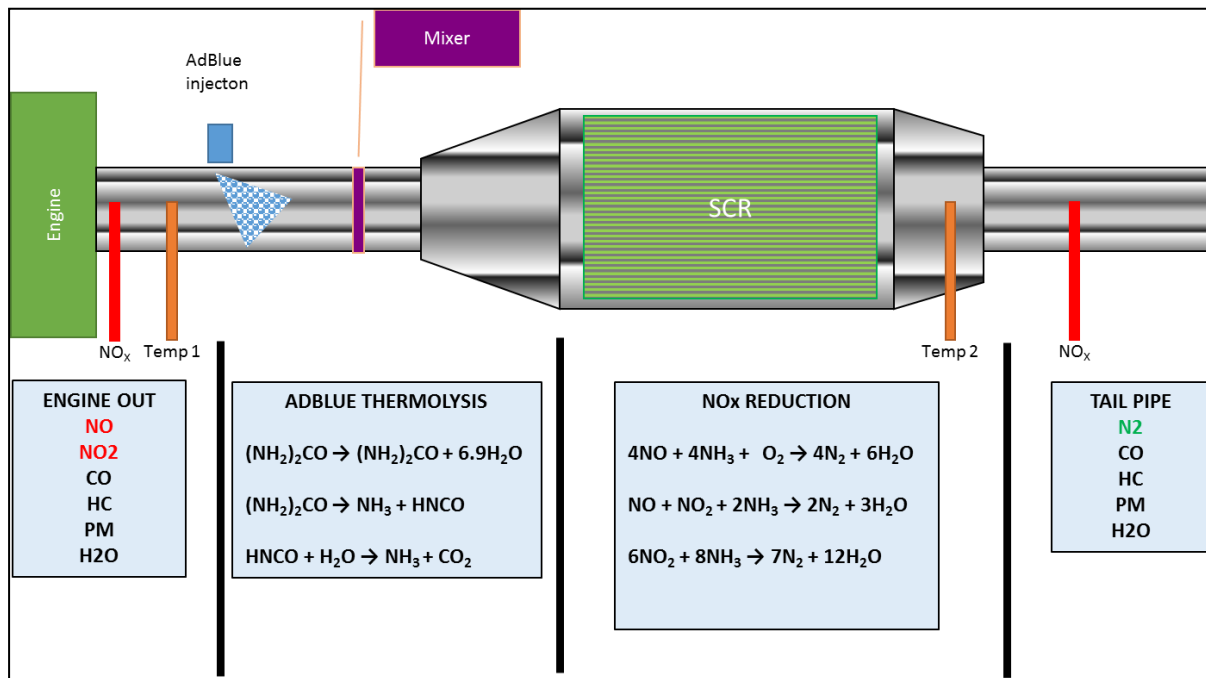 Mixer
AdBlue
injecton
Engine
SCR
NOₓ
Temp 1
Temp 2
NOₓ
ENGINE OUT
NO
NO2
CO
HC
PM
H2O
ADBLUE THERMOLYSIS
(NH₂)₂CO → (NH₂)₂CO + 6.9H₂O
(NH₂)₂CO → NH₃ + HNCO
HNCO + H₂O → NH₃ + CO₂
NOx REDUCTION
4NO + 4NH₃ + O₂ → 4N₂ + 6H₂O
NO + NO₂ + 2NH₃ → 2N₂ + 3H₂O
6NO₂ + 8NH₃ → 7N₂ + 12H₂O
TAIL PIPE
N2
CO
HC
PM
H2O